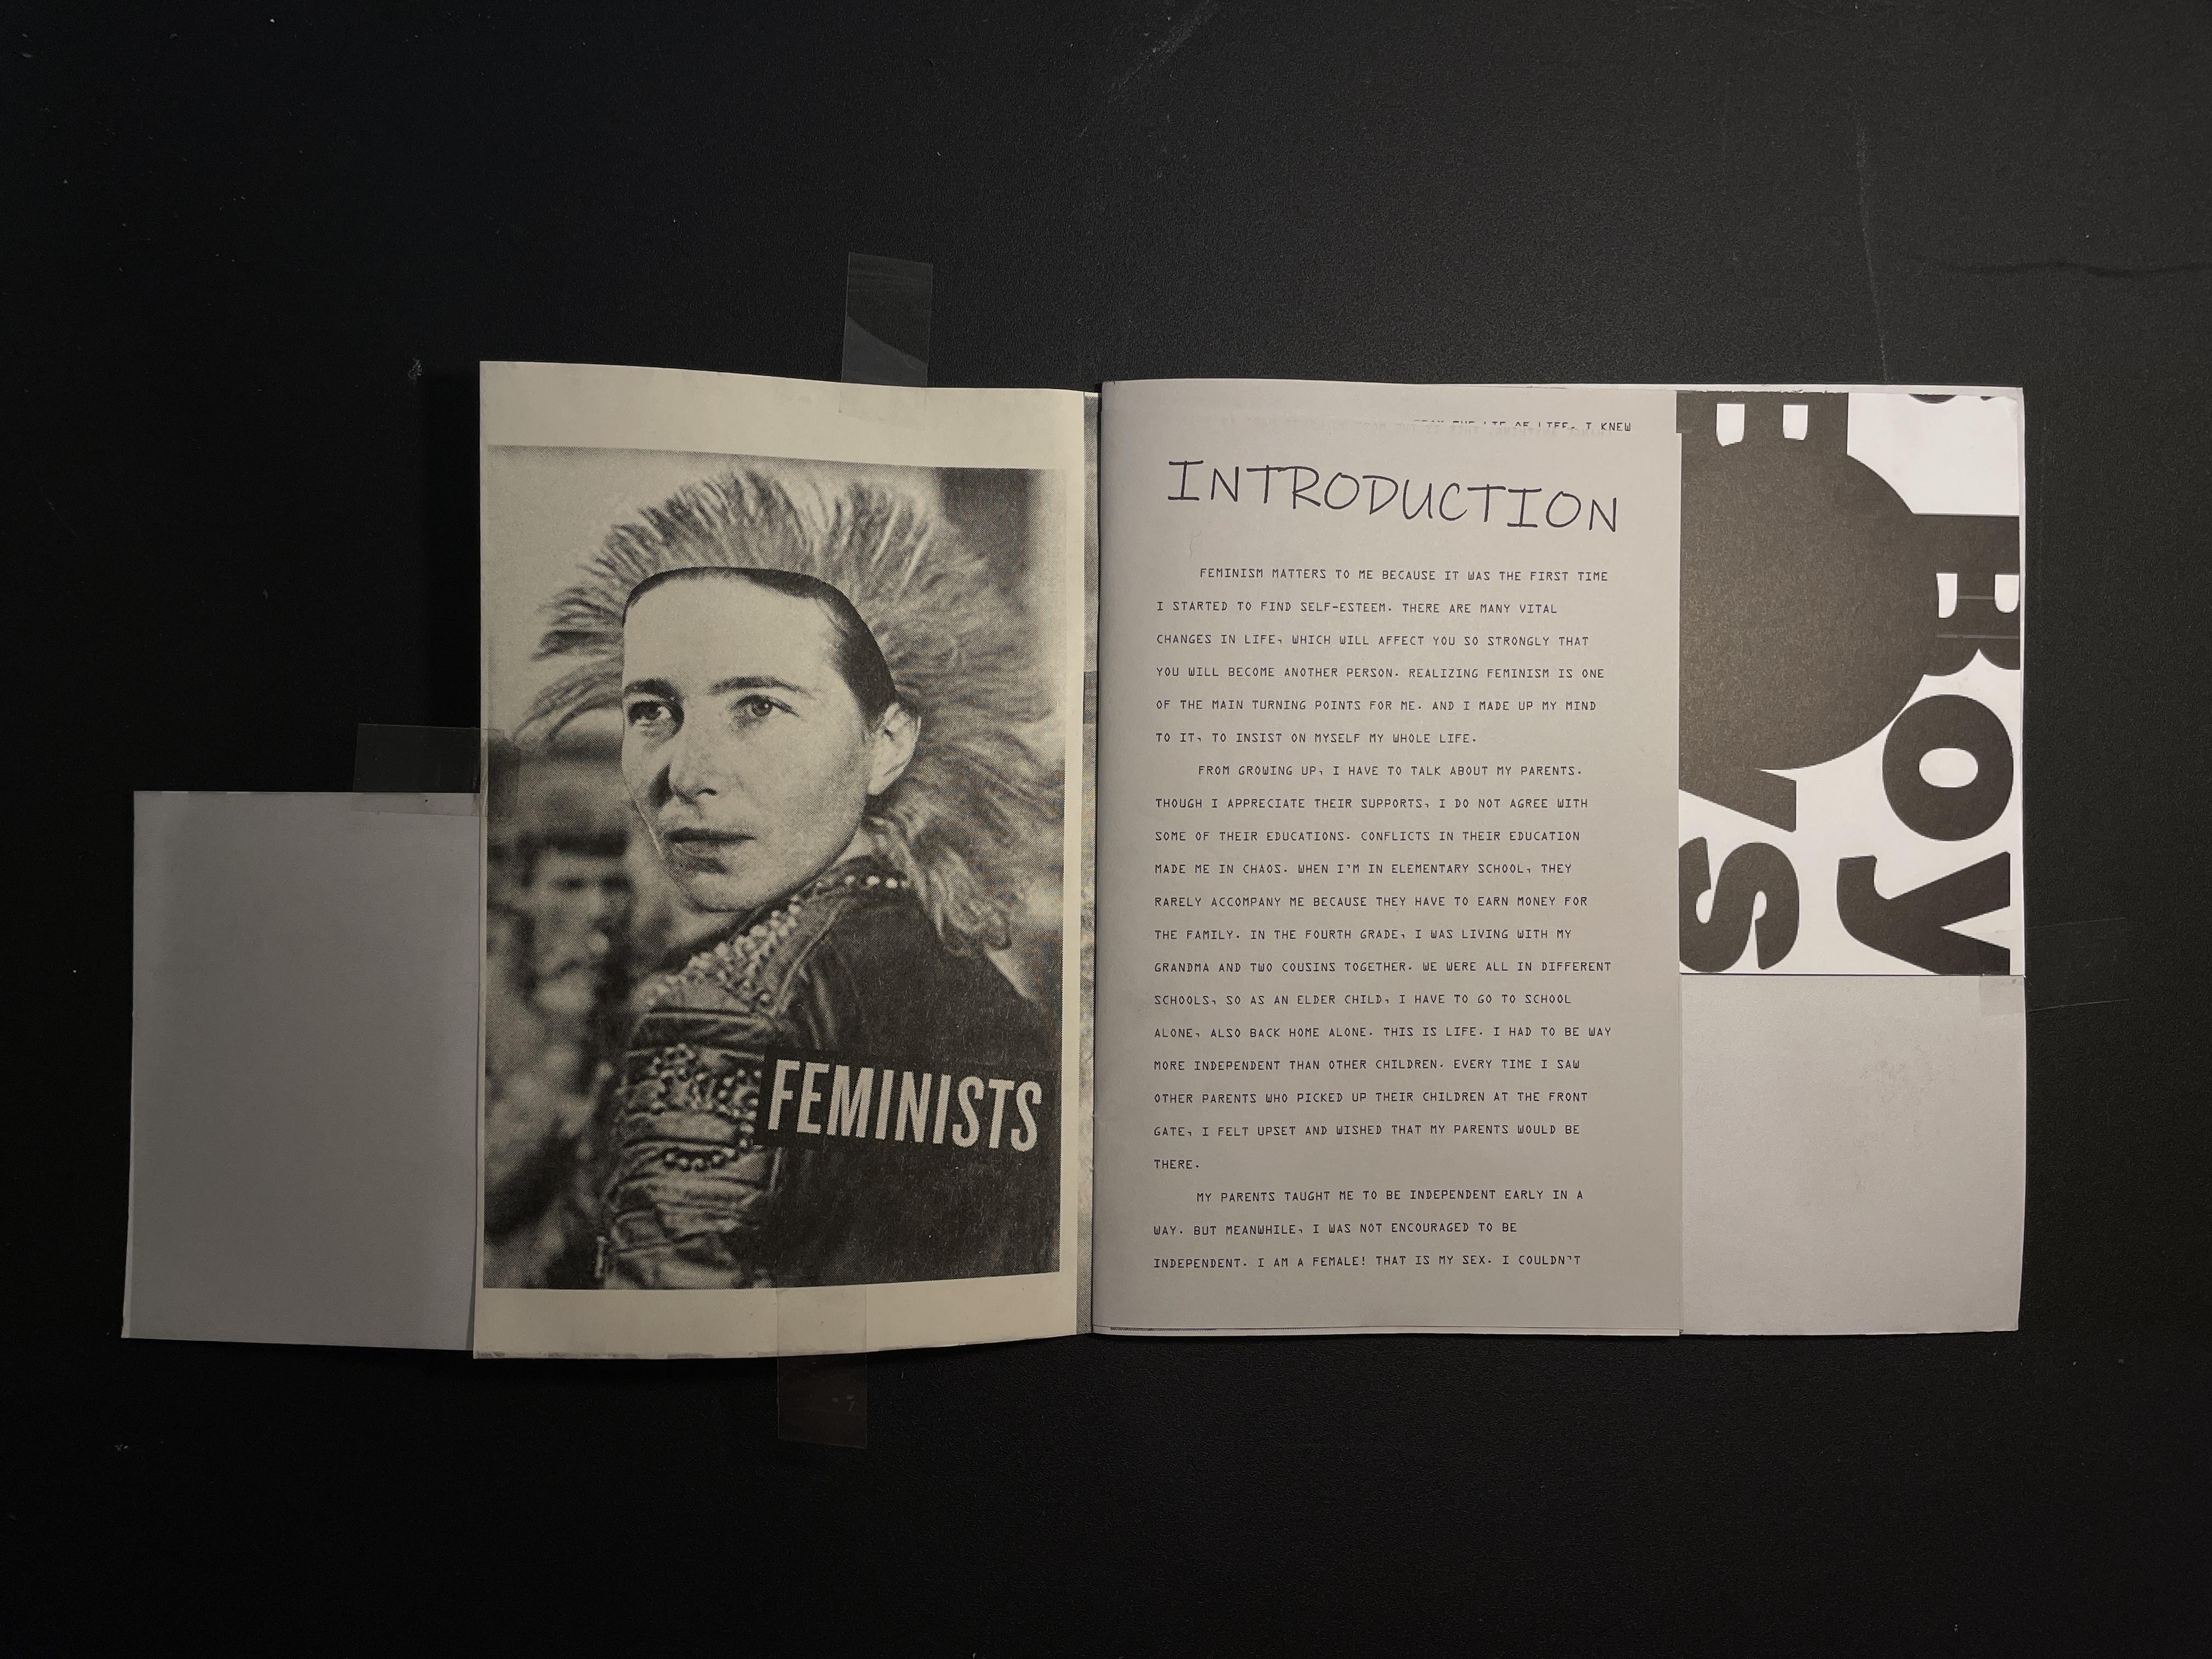 FEMINISTS
I KNEW
INTRODUCTION
FEMINISM MATTERS TO ME BECAUSE IT WAS THE FIRST TIME
I STARTED TO FIND SELF-ESTEEM. THERE ARE MANY VITAL
CHANGES IN LIFE, WHICH WILL AFFECT YOU SO STRONGLY THAT
YOU WILL BECOME ANOTHER PERSON. REALIZING FEMINISM IS ONE
OF THE MAIN TURNING POINTS FOR ME. AND I MADE UP MY MIND
TO IT, TO INSIST ON MYSELF MY WHOLE LIFE.
FROM GROWING UP, I HAVE TO TALK ABOUT MY PARENTS.
THOUGH I APPRECIATE THEIR SUPPORTS, I DO NOT AGREE WITH
SOME OF THEIR EDUCATIONS. CONFLICTS IN THEIR EDUCATION
MADE ME IN CHAOS. WHEN I'M IN ELEMENTARY SCHOOL, THEY
RARELY ACCOMPANY ME BECAUSE THEY HAVE TO EARN MONEY FOR
THE FAMILY. IN THE FOURTH GRADE, I WAS LIVING WITH MY
GRANDMA AND TWO COUSINS TOGETHER. WE WERE ALL IN DIFFERENT
SCHOOLS, SO AS AN ELDER CHILD, I HAVE TO GO TO SCHOOL
ALONE, ALSO BACK HOME ALONE. THIS IS LIFE. I HAD TO BE WAY
MORE INDEPENDENT THAN OTHER CHILDREN. EVERY TIME I SAW
OTHER PARENTS WHO PICKED UP THEIR CHILDREN AT THE FRONT
GATE, I FELT UPSET AND WISHED THAT MY PARENTS WOULD BE
THERE.
MY PARENTS TAUGHT ME TO BE INDEPENDENT EARLY IN A
WAY. BUT MEANWHILE, I WAS NOT ENCOURAGED TO BE
INDEPENDENT. I AM A FEMALE! THAT IS MY SEX. I COULDN'T